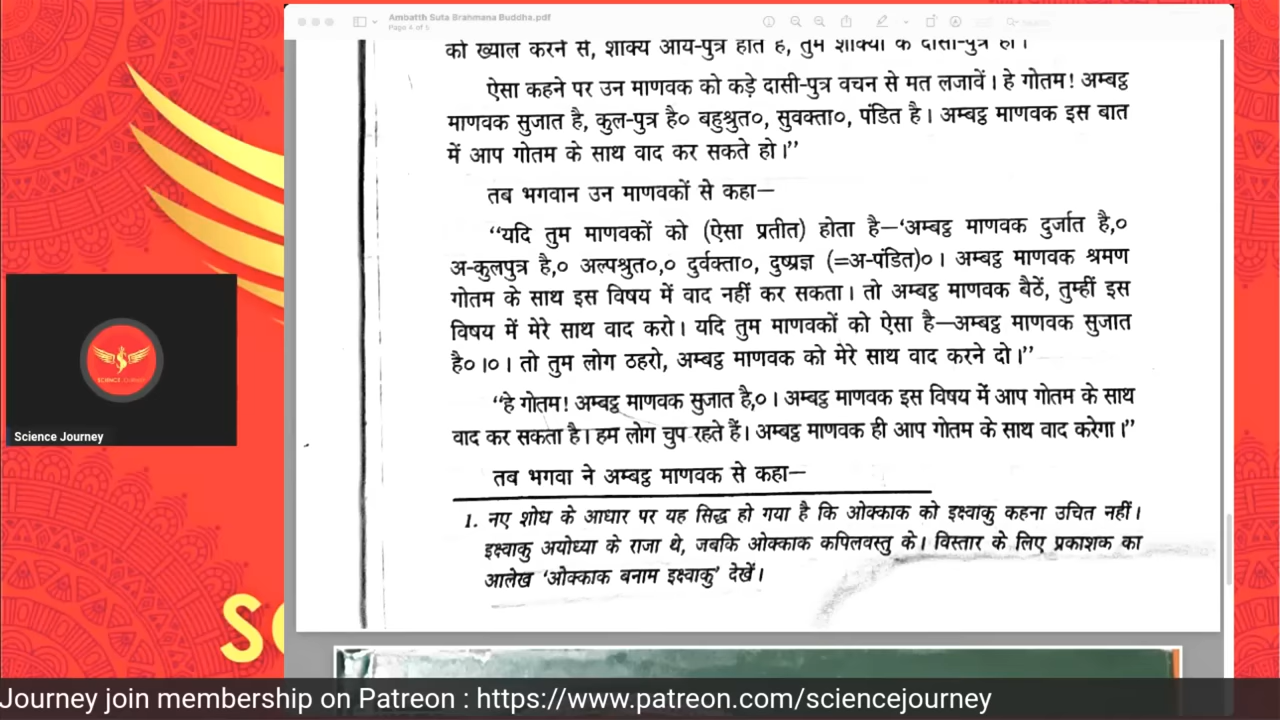 Ambatth Suta Brahmana Buddha.pdf
Page 4 of 5
Search
को ख्याल करने से, शाक्य आर्य-पुत्र होते हैं, तुम शाक्यों के दासी-पुत्र हो।
ऐसा कहने पर उन माणवक को कड़े दासी-पुत्र वचन से मत लजावें। हे गोतम! अम्बट्ठ
माणवक सुजात है, कुल-पुत्र है० बहुश्रुत०, सुवक्ता०, पंडित है। अम्बट्ठ माणवक इस बात
में आप गोतम के साथ वाद कर सकते हो।”
तब भगवान उन माणवकों से कहा—
“यदि तुम माणवकों को (ऐसा प्रतीत) होता है—‘अम्बट्ठ माणवक दुर्जात है,०
अ-कुलपुत्र है,० अल्पश्रुत०,० दुर्वक्ता०, दुष्प्रज्ञ (=अ-पंडित)०। अम्बट्ठ माणवक श्रमण
गोतम के साथ इस विषय में वाद नहीं कर सकता। तो अम्बट्ठ माणवक बैठें, तुम्हीं इस
विषय में मेरे साथ वाद करो। यदि तुम माणवकों को ऐसा है—अम्बट्ठ माणवक सुजात
है०।०। तो तुम लोग ठहरो, अम्बट्ठ माणवक को मेरे साथ वाद करने दो।”
“हे गोतम! अम्बट्ठ माणवक सुजात है,०। अम्बट्ठ माणवक इस विषय में आप गोतम के साथ
वाद कर सकता है। हम लोग चुप रहते हैं। अम्बट्ठ माणवक ही आप गोतम के साथ वाद करेगा।”
तब भगवा ने अम्बट्ठ माणवक से कहा—
1. नए शोध के आधार पर यह सिद्ध हो गया है कि ओक्काक को इक्ष्वाकु कहना उचित नहीं।
इक्ष्वाकु अयोध्या के राजा थे, जबकि ओक्काक कपिलवस्तु के। विस्तार के लिए प्रकाशक का
आलेख ‘ओक्काक बनाम इक्ष्वाकु’ देखें।
SCIENCE JOURNEY
Science Journey
Journey join membership on Patreon : https://www.patreon.com/sciencejourney